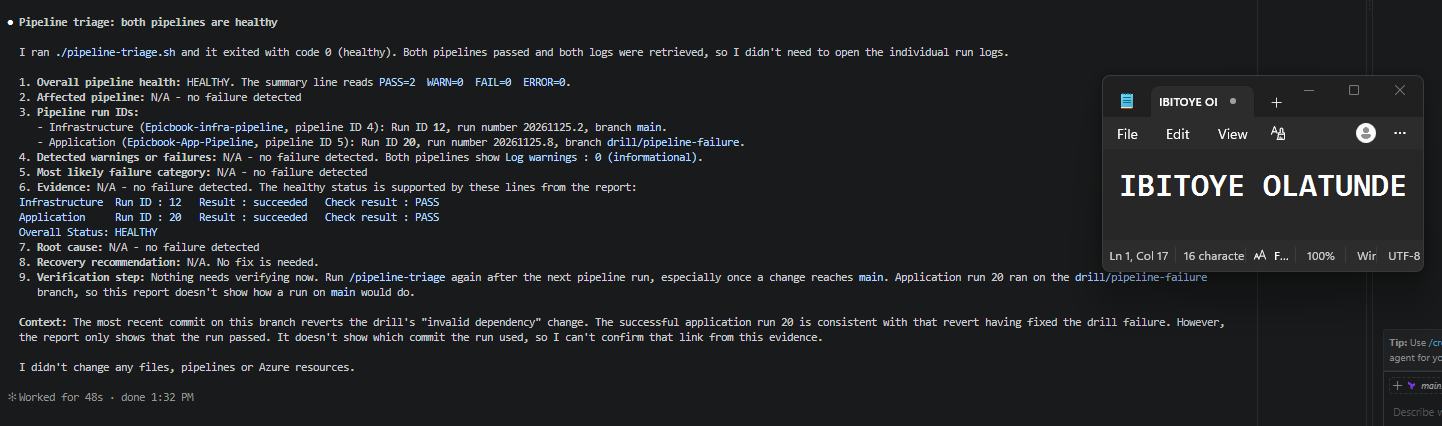 ● Pipeline triage: both pipelines are healthy
I ran ./pipeline-triage.sh and it exited with code 0 (healthy). Both pipelines passed and both logs were retrieved, so I didn't need to open the individual run logs.
1. Overall pipeline health: HEALTHY. The summary line reads PASS=2  WARN=0  FAIL=0  ERROR=0.
2. Affected pipeline: N/A - no failure detected
3. Pipeline run IDs:
- Infrastructure (Epicbook-infra-pipeline, pipeline ID 4): Run ID 12, run number 20261125.2, branch main.
- Application (Epicbook-App-Pipeline, pipeline ID 5): Run ID 20, run number 20261125.8, branch drill/pipeline-failure.
4. Detected warnings or failures: N/A - no failure detected. Both pipelines show Log warnings : 0 (informational).
5. Most likely failure category: N/A - no failure detected
6. Evidence: N/A - no failure detected. The healthy status is supported by these lines from the report:
Infrastructure  Run ID : 12   Result : succeeded   Check result : PASS
Application     Run ID : 20   Result : succeeded   Check result : PASS
Overall Status: HEALTHY
7. Root cause: N/A - no failure detected
8. Recovery recommendation: N/A. No fix is needed.
9. Verification step: Nothing needs verifying now. Run /pipeline-triage again after the next pipeline run, especially once a change reaches main. Application run 20 ran on the drill/pipeline-failure
branch, so this report doesn't show how a run on main would do.
Context: The most recent commit on this branch reverts the drill's "invalid dependency" change. The successful application run 20 is consistent with that revert having fixed the drill failure. However,
the report only shows that the run passed. It doesn't show which commit the run used, so I can't confirm that link from this evidence.
I didn't change any files, pipelines or Azure resources.
✻ Worked for 48s · done 1:32 PM
IBITOYE OI
File Edit View
IBITOYE OLATUNDE
Ln 1, Col 17 16 characte F... 100% Wir UTF-8
Tip: Use /cr
agent for yo
main
Describe w